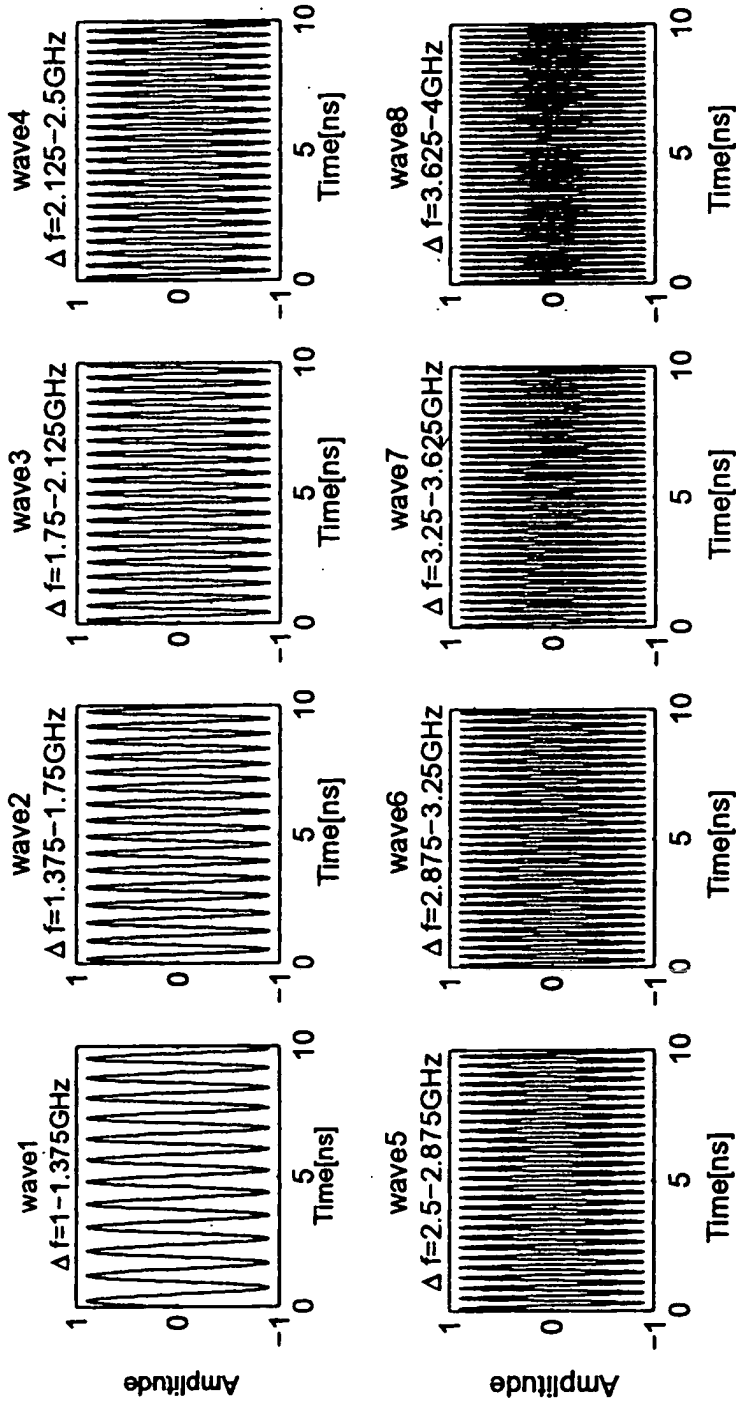 wave1
Δ f=1-1.375GHz
1
0
-1
0
5
10
Time[ns]
Amplitude
wave2
Δ f=1.375-1.75GHz
1
0
-1
0
5
10
Time[ns]
wave3
Δ f=1.75-2.125GHz
1
0
-1
0
5
10
Time[ns]
wave4
Δ f=2.125-2.5GHz
1
0
-1
0
5
10
Time[ns]
wave5
Δ f=2.5-2.875GHz
1
0
-1
0
5
10
Time[ns]
Amplitude
wave6
Δ f=2.875-3.25GHz
1
0
-1
0
5
10
Time[ns]
wave7
Δ f=3.25-3.625GHz
1
0
-1
0
5
10
Time[ns]
wave8
Δ f=3.625-4GHz
1
0
-1
0
5
10
Time[ns]